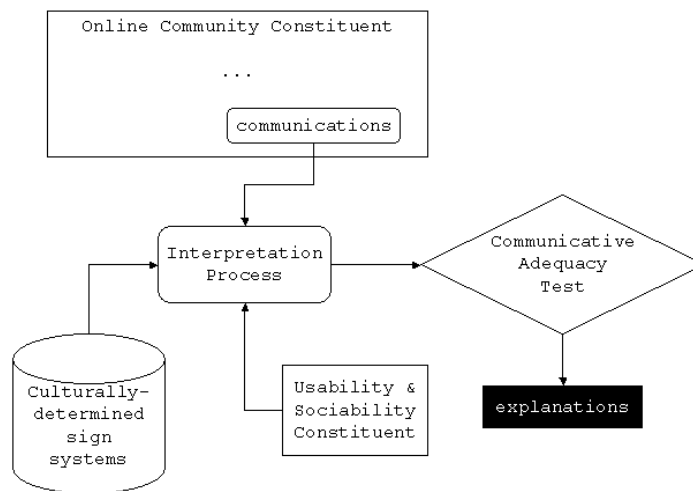 Online Community Constituent
...
communications
Interpretation
Process
Communicative
Adequacy
Test
Culturally-
determined
sign
systems
Usability &
Sociability
Constituent
explanations